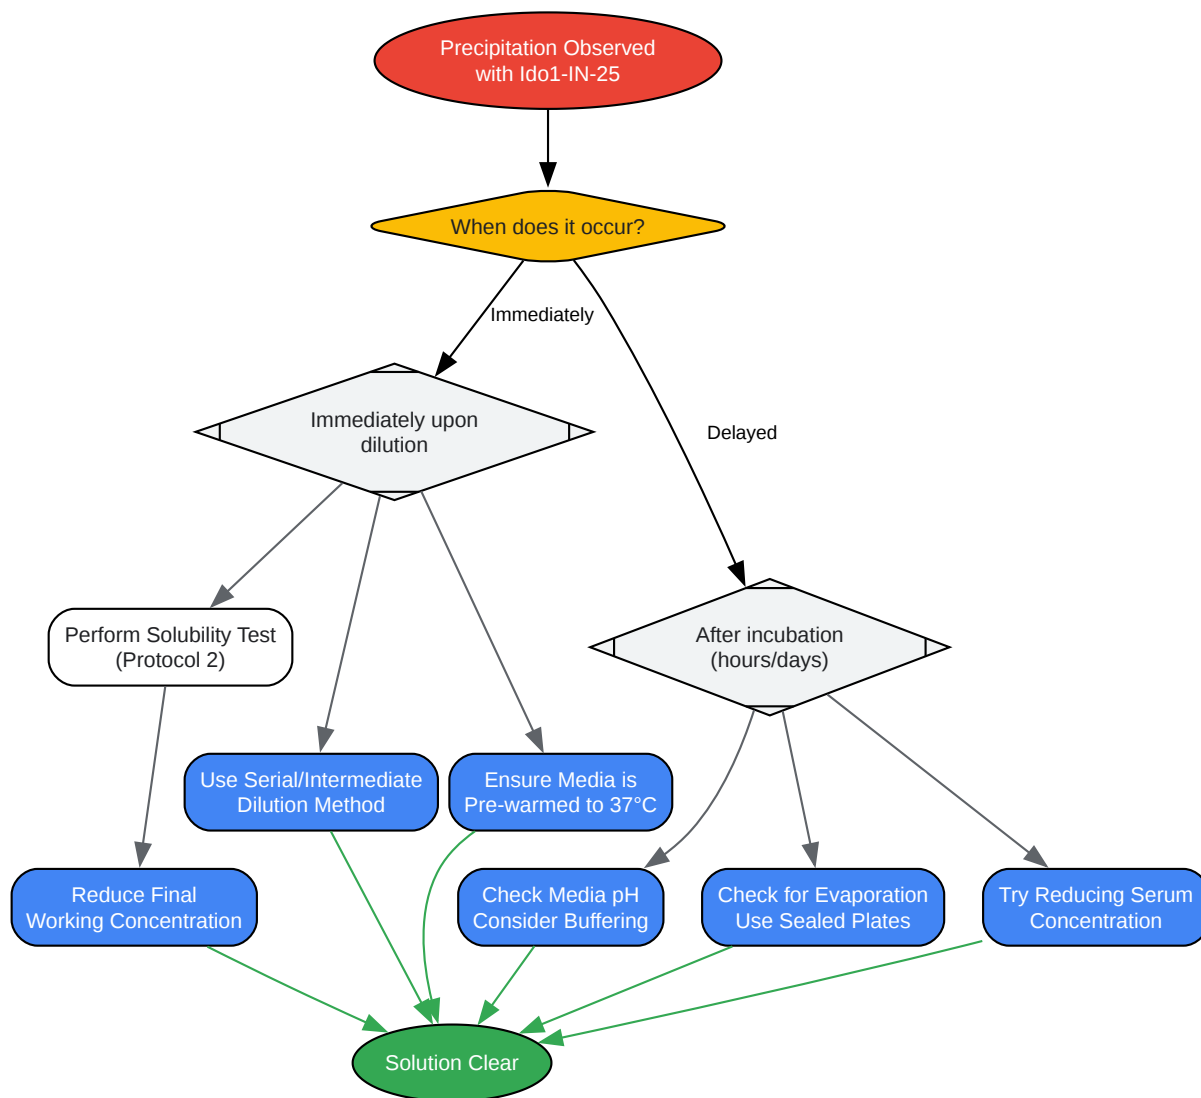 Precipitation Observed
with Ido1-IN-25
When does it occur?
Immediately
Immediately upon
dilution
Delayed
Perform Solubility Test
(Protocol 2)
After incubation
(hours/days)
Use Serial/Intermediate
Dilution Method
Ensure Media is
Pre-warmed to 37°C
Reduce Final
Working Concentration
Check Media pH
Consider Buffering
Check for Evaporation
Use Sealed Plates
Try Reducing Serum
Concentration
Solution Clear